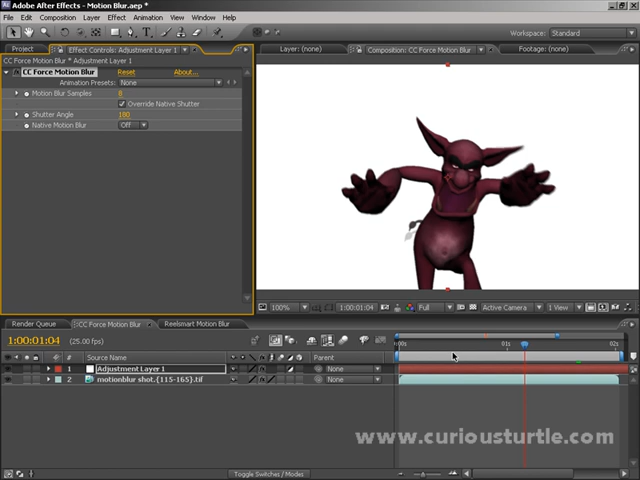 Adobe After Effects - Motion Blur.aep *
File Edit Composition Layer Effect Animation View Window Help
Workspace: Standard
Project Effect Controls: Adjustment Layer 1
Layer: (none) Composition: CC Force Motion Blur Footage: (none)
CC Force Motion Blur * Adjustment Layer 1
CC Force Motion Blur Reset About...
Animation Presets: None
Motion Blur Samples 8
Override Native Shutter
Shutter Angle 180
Native Motion Blur Off
100% 1:00:01:04 Full Active Camera 1 View
Render Queue CC Force Motion Blur Reelsmart Motion Blur
1:00:01:04 (25.00 fps)
:00s 01s 02s
# Source Name Parent
1 Adjustment Layer 1 None
2 motionblur shot.{115-165}.tif None
www.curiousturtle.com
Toggle Switches / Modes